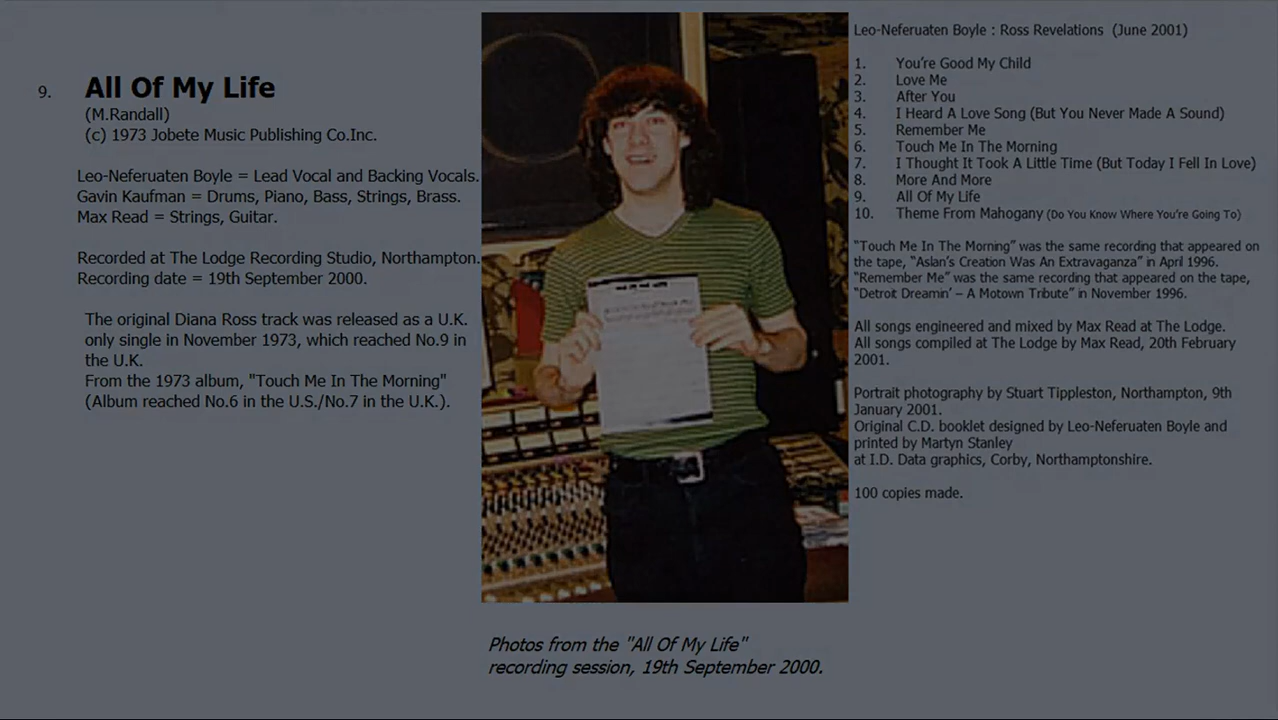 9. All Of My Life
(M.Randall)
(c) 1973 Jobete Music Publishing Co.Inc.
Leo-Neferuaten Boyle = Lead Vocal and Backing Vocals.
Gavin Kaufman = Drums, Piano, Bass, Strings, Brass.
Max Read = Strings, Guitar.
Recorded at The Lodge Recording Studio, Northampton.
Recording date = 19th September 2000.
The original Diana Ross track was released as a U.K.
only single in November 1973, which reached No.9 in
the U.K.
From the 1973 album, "Touch Me In The Morning"
(Album reached No.6 in the U.S./No.7 in the U.K.).
ALL OF MY LIFE
Photos from the "All Of My Life"
recording session, 19th September 2000.
Leo-Neferuaten Boyle : Ross Revelations (June 2001)
1. You're Good My Child
2. Love Me
3. After You
4. I Heard A Love Song (But You Never Made A Sound)
5. Remember Me
6. Touch Me In The Morning
7. I Thought It Took A Little Time (But Today I Fell In Love)
8. More And More
9. All Of My Life
10. Theme From Mahogany (Do You Know Where You're Going To)
“Touch Me In The Morning” was the same recording that appeared on
the tape, “Aslan's Creation Was An Extravaganza” in April 1996.
“Remember Me” was the same recording that appeared on the tape,
“Detroit Dreamin' – A Motown Tribute” in November 1996.
All songs engineered and mixed by Max Read at The Lodge.
All songs compiled at The Lodge by Max Read, 20th February
2001.
Portrait photography by Stuart Tippleston, Northampton, 9th
January 2001.
Original C.D. booklet designed by Leo-Neferuaten Boyle and
printed by Martyn Stanley
at I.D. Data graphics, Corby, Northamptonshire.
100 copies made.